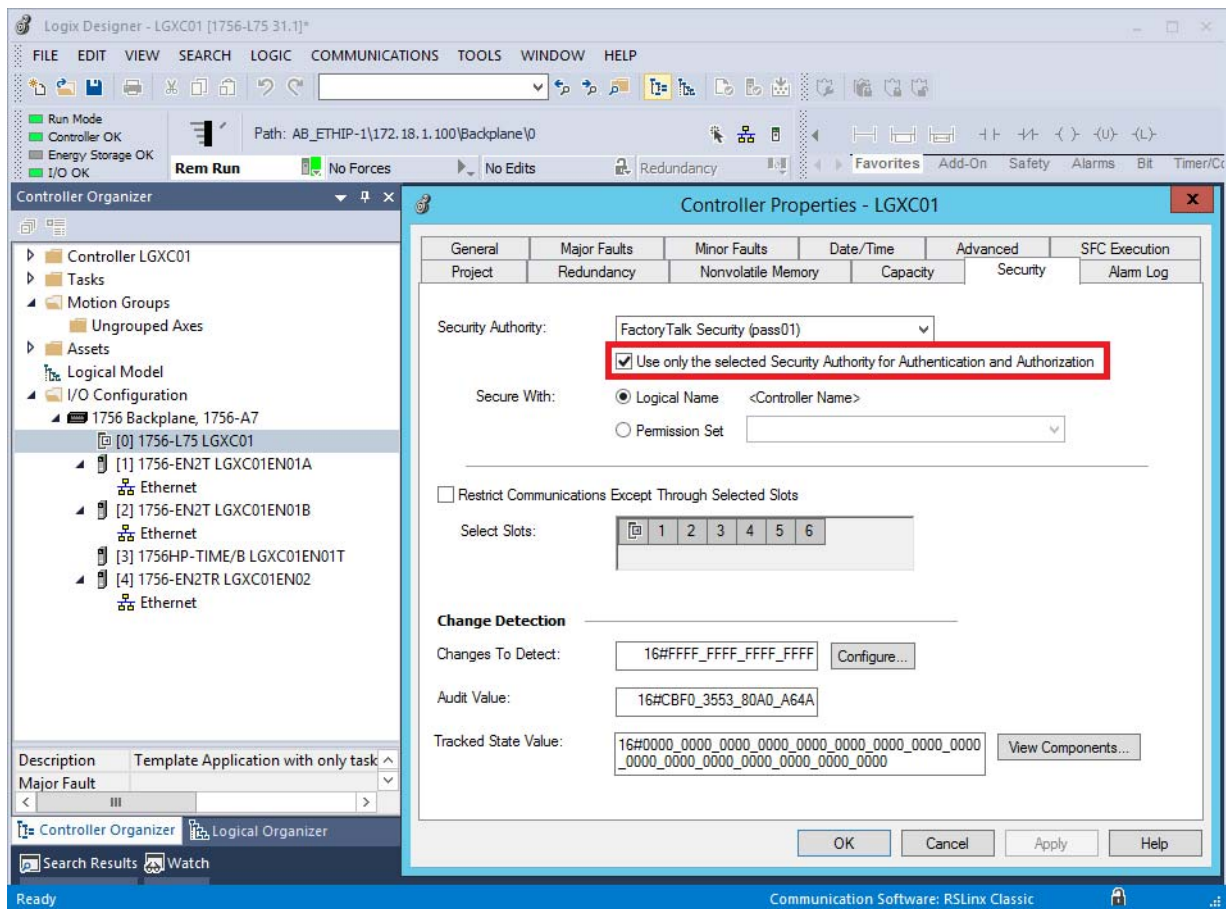 Logix Designer - LGXC01 [1756-L75 31.1]*
FILE EDIT VIEW SEARCH LOGIC COMMUNICATIONS TOOLS WINDOW HELP
Run Mode
Controller OK
Energy Storage OK
I/O OK
Path: AB_ETHIP-1\172.18.1.100\Backplane\0
Rem Run No Forces No Edits Redundancy
Favorites Add-On Safety Alarms Bit Timer/Co
Controller Organizer
Controller LGXC01
Tasks
Motion Groups
Ungrouped Axes
Assets
Logical Model
I/O Configuration
1756 Backplane, 1756-A7
[0] 1756-L75 LGXC01
[1] 1756-EN2T LGXC01EN01A
Ethernet
[2] 1756-EN2T LGXC01EN01B
Ethernet
[3] 1756HP-TIME/B LGXC01EN01T
[4] 1756-EN2TR LGXC01EN02
Ethernet
Description Template Application with only task
Major Fault
Controller Organizer Logical Organizer
Search Results Watch
Controller Properties - LGXC01
General Major Faults Minor Faults Date/Time Advanced SFC Execution
Project Redundancy Nonvolatile Memory Capacity Security Alarm Log
Security Authority: FactoryTalk Security (pass01)
Use only the selected Security Authority for Authentication and Authorization
Secure With: Logical Name <Controller Name>
Permission Set
Restrict Communications Except Through Selected Slots
Select Slots: 1 2 3 4 5 6
Change Detection
Changes To Detect: 16#FFFF_FFFF_FFFF_FFFF Configure...
Audit Value: 16#CBF0_3553_80A0_A64A
Tracked State Value: 16#0000_0000_0000_0000_0000_0000_0000_0000 View Components...
_0000_0000_0000_0000_0000_0000_0000
OK Cancel Apply Help
Ready Communication Software: RSLinx Classic